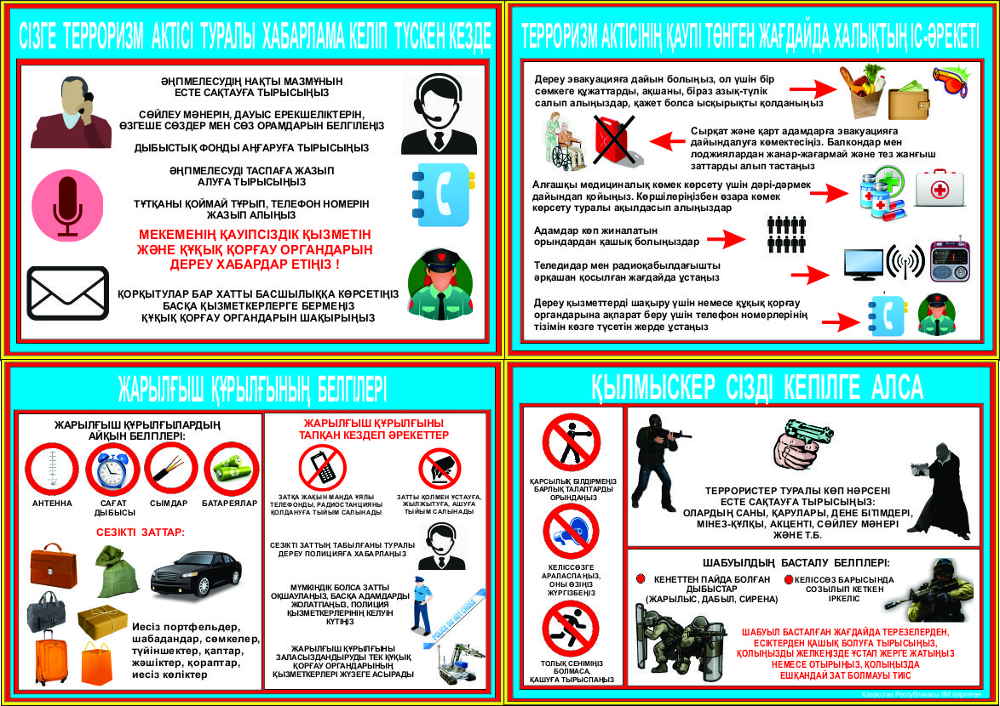 СІЗГЕ ТЕРРОРИЗМ АКТІСІ ТУРАЛЫ ХАБАРЛАМА КЕЛІП ТҮСКЕН КЕЗДЕ
ӘҢПМЕЛЕСУДІҢ НАҚТЫ МАЗМҰНЫН
ЕСТЕ САҚТАУҒА ТЫРЫСЫҢЫЗ
СӨЙЛЕУ МӘНЕРІН, ДАУЫС ЕРЕКШЕЛІКТЕРІН,
ӨЗГЕШЕ СӨЗДЕР МЕН СӨЗ ОРАМДАРЫН БЕЛГІЛЕҢІЗ
ДЫБЫСТЫҚ ФОНДЫ АҢҒАРУҒА ТЫРЫСЫҢЫЗ
ӘҢГІМЕЛЕСУДІ ТАСПАҒА ЖАЗЫП
АЛУҒА ТЫРЫСЫҢЫЗ
ТҰТҚАНЫ ҚОЙМАЙ ТҰРЫП, ТЕЛЕФОН НОМЕРІН
ЖАЗЫП АЛЫҢЫЗ
МЕКЕМЕНІҢ ҚАУІПСІЗДІК ҚЫЗМЕТІН
ЖӘНЕ ҚҰҚЫҚ ҚОРҒАУ ОРГАНДАРЫН
ДЕРЕУ ХАБАРДАР ЕТІҢІЗ !
ҚОРҚЫТУЛАР БАР ХАТТЫ БАСШЫЛЫҚҚА КӨРСЕТІҢІЗ
БАСҚА ҚЫЗМЕТКЕРЛЕРГЕ БЕРМЕҢІЗ
ҚҰҚЫҚ ҚОРҒАУ ОРГАНДАРЫН ШАҚЫРЫҢЫЗ
ТЕРРОРИЗМ АКТІСІНІҢ ҚАУПІ ТӨНГЕН ЖАҒДАЙДА ХАЛЫҚТЫҢ ІС-ӘРЕКЕТІ
Дереу эвакуацияға дайын болыңыз, ол үшін бір
сөмкеге құжаттарды, ақшаны, біраз азық-түлік
салып алыңыздар, қажет болса ысқырықты қолданыңыз
Сырқат және қарт адамдарға эвакуацияға
дайындалуға көмектесіңіз. Балкондар мен
лоджиялардан жанар-жағармай және тез жанғыш
заттарды алып тастаңыз
Алғашқы медициналық көмек көрсету үшін дәрі-дәрмек
дайындап қойыңыз. Көршілеріңізбен өзара көмек
көрсету туралы ақылдасып алыңыздар
Адамдар көп жиналатын
орындардан қашық болыңыздар
Теледидар мен радиоқабылдағышты
әрқашан қосылған жағдайда ұстаңыз
Дереу қызметтерді шақыру үшін немесе құқық қорғау
органдарына ақпарат беру үшін телефон номерлерінің
тізімін көзге түсетін жерде ұстаңыз
,
ЖАРЫЛҒЫШ ҚҰРЫЛҒЫНЫҢ БЕЛГІЛЕРІ
ЖАРЫЛҒЫШ ҚҰРЫЛҒЫЛАРДЫҢ
АЙҚЫН БЕЛГІЛЕРІ:
АНТЕННА
САҒАТ
ДЫБЫСЫ
СЫМДАР
БАТАРЕЯЛАР
СЕЗІКТІ ЗАТТАР:
Иесіз портфельдер,
шабадандар, сөмкелер,
түйіншектер, қаптар,
жәшіктер, қораптар,
иесіз көліктер
ЖАРЫЛҒЫШ ҚҰРЫЛҒЫНЫ
ТАПҚАН КЕЗДЕП ӘРЕКЕТТЕР
ЗАТҚА ЖАҚЫН МАҢДА ҰЯЛЫ
ТЕЛЕФОНДЫ, РАДИОСТАНЦИЯНЫ
ҚОЛДАНУҒА ТЫЙЫМ САЛЫНАДЫ
ЗАТТЫ ҚОЛМЕН ҰСТАУҒА,
ЖЫЛЖЫТУҒА, АШУҒА
ТЫЙЫМ САЛЫНАДЫ
СЕЗІКТІ ЗАТТЫҢ ТАБЫЛҒАНЫ ТУРАЛЫ
ДЕРЕУ ПОЛИЦИЯҒА ХАБАРЛАҢЫЗ
МҮМКІНДІК БОЛСА ЗАТТЫ
ОҚШАУЛАҢЫЗ, БАСҚА АДАМДАРДЫ
ЖОЛАТПАҢЫЗ, ПОЛИЦИЯ
ҚЫЗМЕТКЕРЛЕРІНІҢ КЕЛУІН
КҮТІҢІЗ
POLICE DO NOT CROSS
ЖАРЫЛҒЫШ ҚҰРЫЛҒЫНЫ
ЗАЛАСЫЗДАНДЫРУДЫ ТЕК ҚҰҚЫҚ
ҚОРҒАУ ОРГАНДАРЫНЫҢ
ҚЫЗМЕТКЕРЛЕРІ ЖҮЗЕГЕ АСЫРАДЫ
ҚЫЛМЫСКЕР СІЗДІ КЕПІЛГЕ АЛСА
ҚАРСЫЛЫҚ БІЛДІРМЕҢІЗ
БАРЛЫҚ ТАЛАПТАРДЫ
ОРЫНДАҢЫЗ
КЕЛІССӨЗГЕ
АРАЛАСПАҢЫЗ,
ОНЫ ӨЗІҢІЗ
ЖҮРГІЗБЕҢІЗ
ТОЛЫҚ СЕНІМІҢІЗ
БОЛМАСА,
ҚАШУҒА ТЫРЫСПАҢЫЗ
ТЕРРОРИСТЕР ТУРАЛЫ КӨП НӘРСЕНІ
ЕСТЕ САҚТАУҒА ТЫРЫСЫҢЫЗ:
ОЛАРДЫҢ САНЫ, ҚАРУЛАРЫ, ДЕНЕ БІТІМДЕРІ,
МІНЕЗ-ҚҰЛҚЫ, АКЦЕНТІ, СӨЙЛЕУ МӘНЕРІ
ЖӘНЕ Т.Б.
ШАБУЫЛДЫҢ БАСТАЛУ БЕЛГІЛЕРІ:
КЕНЕТТЕН ПАЙДА БОЛҒАН
ДЫБЫСТАР
(ЖАРЫЛЫС, ДАБЫЛ, СИРЕНА)
КЕЛІССӨЗ БАРЫСЫНДА
СОЗЫЛЫП КЕТКЕН
ІРКЕЛІС
ШАБУЫЛ БАСТАЛҒАН ЖАҒДАЙДА ТЕРЕЗЕЛЕРДЕН,
ЕСІКТЕРДЕН ҚАШЫҚ БОЛУҒА ТЫРЫСЫҢЫЗ,
ҚОЛЫҢЫЗДЫ ЖЕЛКЕҢІЗДЕ ҰСТАП ЖЕРГЕ ЖАТЫҢЫЗ
НЕМЕСЕ ОТЫРЫҢЫЗ, ҚОЛЫҢЫЗДА
ЕШҚАНДАЙ ЗАТ БОЛМАУЫ ТИІС
Қазақстан Республикасы ІІМ әзірлеген